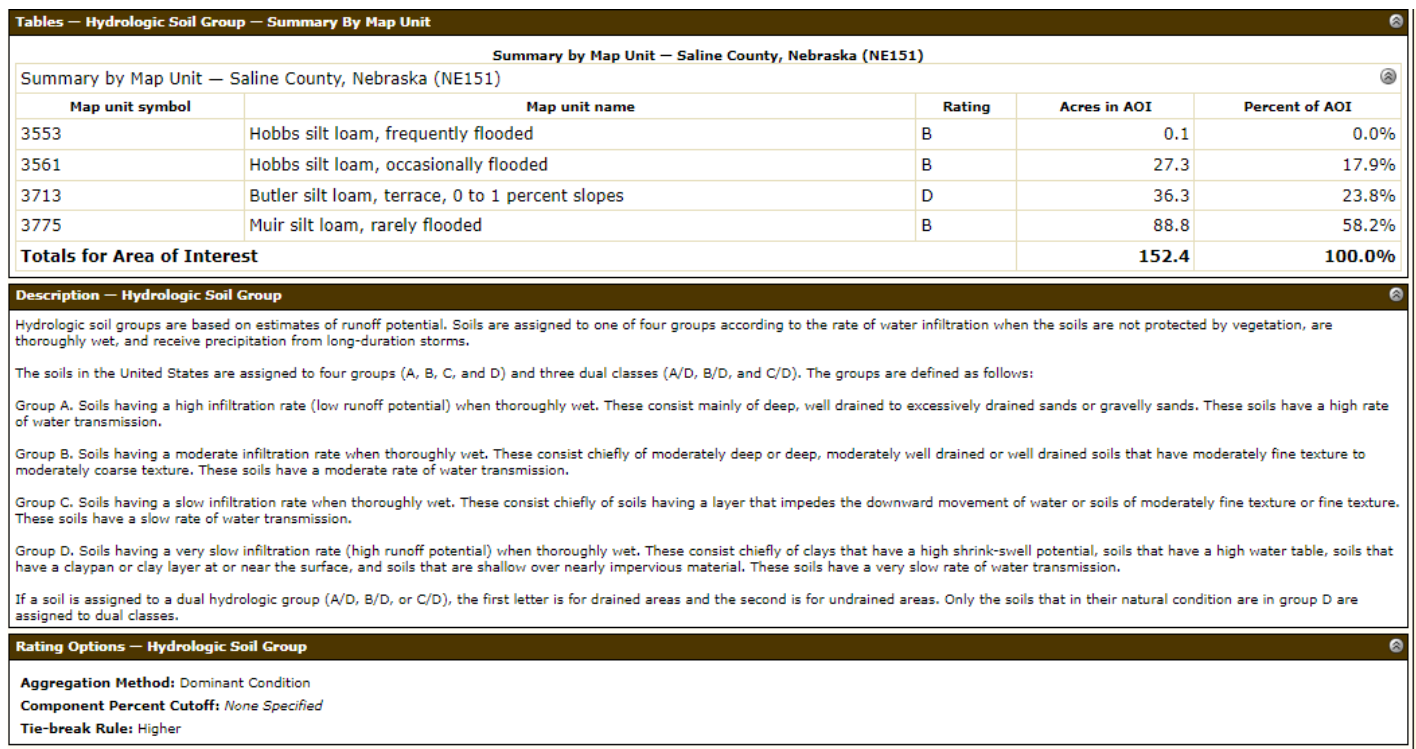 Tables — Hydrologic Soil Group — Summary By Map Unit
Summary by Map Unit — Saline County, Nebraska (NE151)
Summary by Map Unit — Saline County, Nebraska (NE151)
Map unit symbol Map unit name Rating Acres in AOI Percent of AOI
3553 Hobbs silt loam, frequently flooded B 0.1 0.0%
3561 Hobbs silt loam, occasionally flooded B 27.3 17.9%
3713 Butler silt loam, terrace, 0 to 1 percent slopes D 36.3 23.8%
3775 Muir silt loam, rarely flooded B 88.8 58.2%
Totals for Area of Interest 152.4 100.0%
Description — Hydrologic Soil Group
Hydrologic soil groups are based on estimates of runoff potential. Soils are assigned to one of four groups according to the rate of water infiltration when the soils are not protected by vegetation, are
thoroughly wet, and receive precipitation from long-duration storms.
The soils in the United States are assigned to four groups (A, B, C, and D) and three dual classes (A/D, B/D, and C/D). The groups are defined as follows:
Group A. Soils having a high infiltration rate (low runoff potential) when thoroughly wet. These consist mainly of deep, well drained to excessively drained sands or gravelly sands. These soils have a high rate
of water transmission.
Group B. Soils having a moderate infiltration rate when thoroughly wet. These consist chiefly of moderately deep or deep, moderately well drained or well drained soils that have moderately fine texture to
moderately coarse texture. These soils have a moderate rate of water transmission.
Group C. Soils having a slow infiltration rate when thoroughly wet. These consist chiefly of soils having a layer that impedes the downward movement of water or soils of moderately fine texture or fine texture.
These soils have a slow rate of water transmission.
Group D. Soils having a very slow infiltration rate (high runoff potential) when thoroughly wet. These consist chiefly of clays that have a high shrink-swell potential, soils that have a high water table, soils that
have a claypan or clay layer at or near the surface, and soils that are shallow over nearly impervious material. These soils have a very slow rate of water transmission.
If a soil is assigned to a dual hydrologic group (A/D, B/D, or C/D), the first letter is for drained areas and the second is for undrained areas. Only the soils that in their natural condition are in group D are
assigned to dual classes.
Rating Options — Hydrologic Soil Group
Aggregation Method: Dominant Condition
Component Percent Cutoff: None Specified
Tie-break Rule: Higher